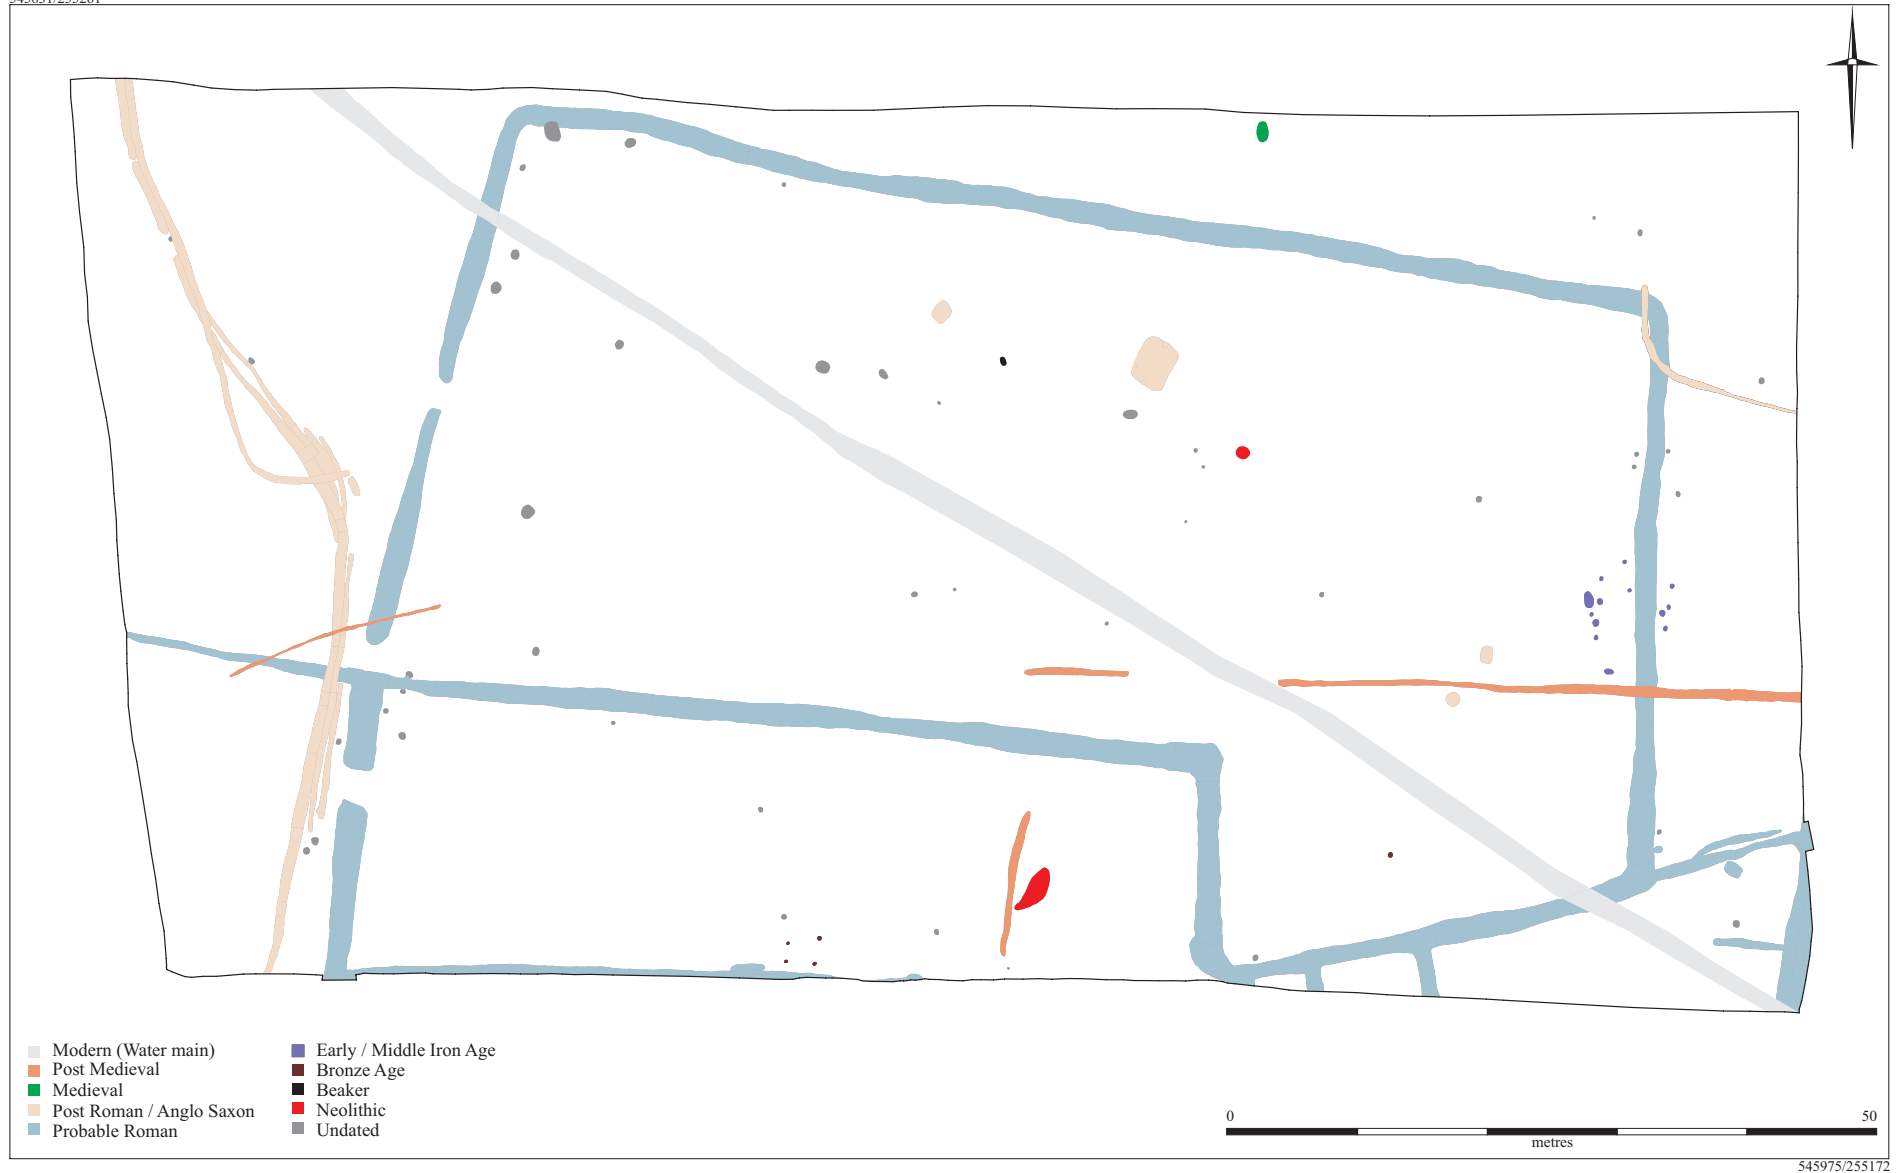 Modern (Water main)
Post Medieval
Medieval
Post Roman / Anglo Saxon
Probable Roman
Early / Middle Iron Age
Bronze Age
Beaker
Neolithic
Undated
0 50
metres
545975/255172